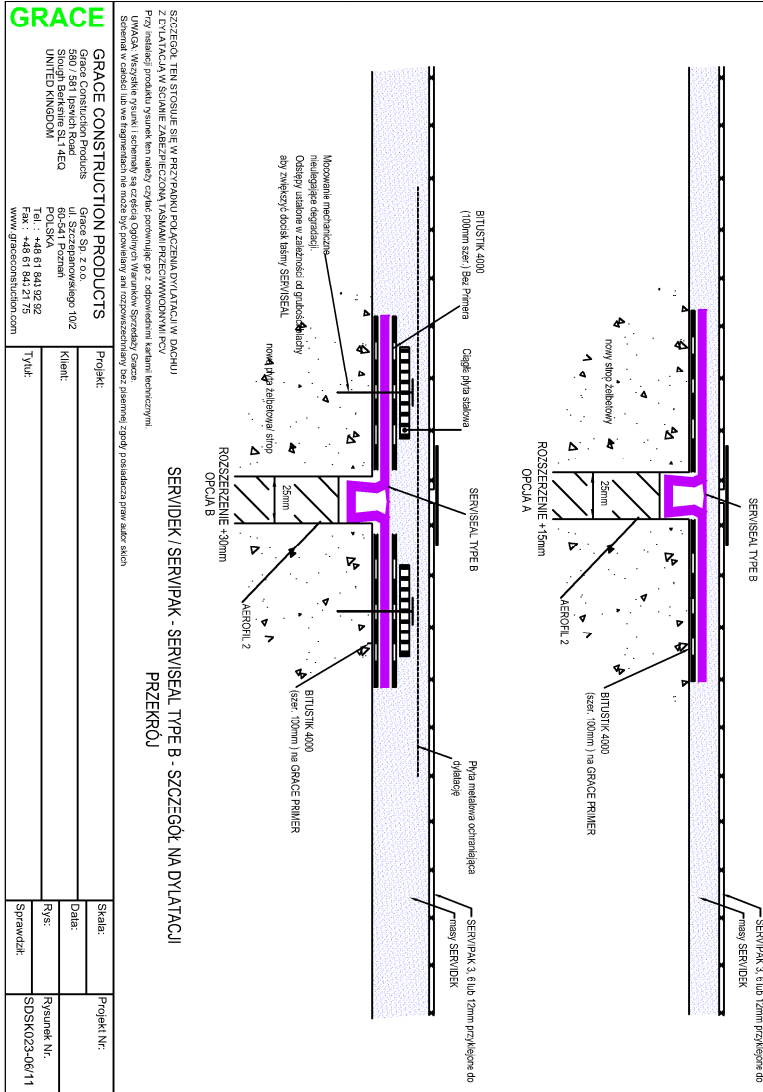 SERVISEAL TYPE B
SERVIPAK 3, 6 lub 12mm przyklejone do
masy SERVIDEK
nowy strop żelbetowy
25mm
ROZSZERZENIE +15mm
OPCJA A
AEROFIL 2
BITUSTIK 4000
(szer. 100mm ) na GRACE PRIMER
BITUSTIK 4000
(100mm szer.) Bez Primera
Ciągła płyta stalowa
SERVISEAL TYPE B
Płyta metalowa ochraniająca
dylatację
SERVIPAK 3, 6 lub 12mm przyklejone do
masy SERVIDEK
Mocowanie mechaniczne
nieulegające degradacji.
Odstępy ustalone w zależności od grubości blachy
aby zwiększyć docisk taśmy SERVISEAL
nowa płyta żelbetowa/ strop
25mm
ROZSZERZENIE +30mm
OPCJA B
AEROFIL 2
BITUSTIK 4000
(szer. 100mm ) na GRACE PRIMER
SERVIDEK / SERVIPAK - SERVISEAL TYPE B - SZCZEGÓŁ NA DYLATACJI
PRZEKRÓJ
SZCZEGÓŁ TEN STOSUJE SIĘ W PRZYPADKU POŁĄCZENIA DYLATACJI W DACHU
Z DYLATACJĄ W ŚCIANIE ZABEZPIECZONĄ TAŚMAMI PRZECIWWODNYMI PCV
Przy instalacji produktu rysunek ten należy czytać porównując go z odpowiednimi kartami technicznymi.
UWAGA: Wszystkie rysunki i schematy są częścią Ogólnych Warunków Sprzedaży Grace.
Schemat w całości lub we fragmentach nie może być powielany ani rozpowszechniany bez pisemnej zgody posiadacza praw autorskich
GRACE
GRACE CONSTRUCTION PRODUCTS
Grace Construction Products
580 / 581 Ipswich Road
Slough Berkshire SL1 4EQ
UNITED KINGDOM
Grace Sp. z o.o.
ul. Szczepanowskiego 10/2
60-541 Poznań
POLSKA
Tel. : +48 61 843 92 92
Fax : +48 61 843 21 75
www.graceconstruction.com
Projekt:
Klient:
Tytuł:
Skala:
Data:
Rys:
Sprawdził:
Projekt Nr:
Rysunek Nr.
SDSK023-06/11